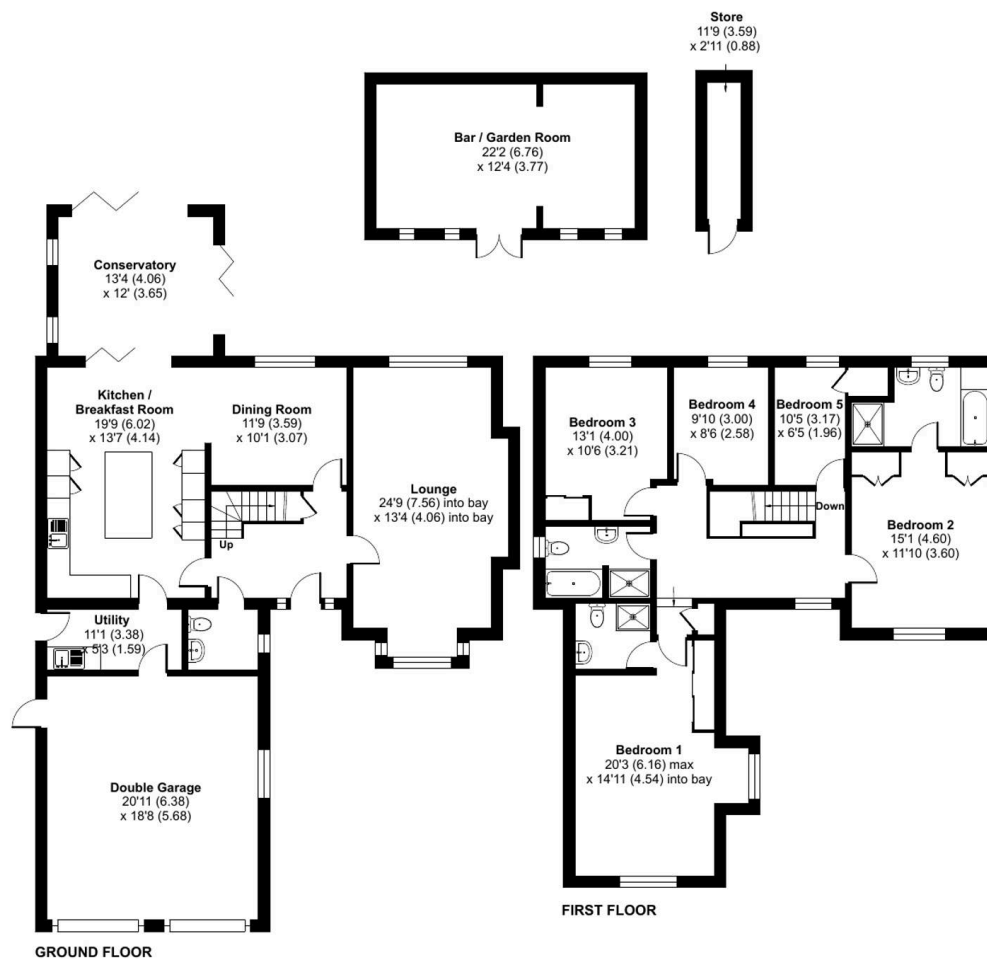 Store
11'9 (3.59)
x 2'11 (0.88)
Bar / Garden Room
22'2 (6.76)
x 12'4 (3.77)
Conservatory
13'4 (4.06)
x 12' (3.65)
Kitchen /
Breakfast Room
19'9 (6.02)
x 13'7 (4.14)
Dining Room
11'9 (3.59)
x 10'1 (3.07)
Lounge
24'9 (7.56) into bay
x 13'4 (4.06) into bay
Up
Utility
11'1 (3.38)
x 5'3 (1.59)
Double Garage
20'11 (6.38)
x 18'8 (5.68)
GROUND FLOOR
Bedroom 3
13'1 (4.00)
x 10'6 (3.21)
Bedroom 4
9'10 (3.00)
x 8'6 (2.58)
Bedroom 5
10'5 (3.17)
x 6'5 (1.96)
Down
Bedroom 2
15'1 (4.60)
x 11'10 (3.60)
Bedroom 1
20'3 (6.16) max
x 14'11 (4.54) into bay
FIRST FLOOR